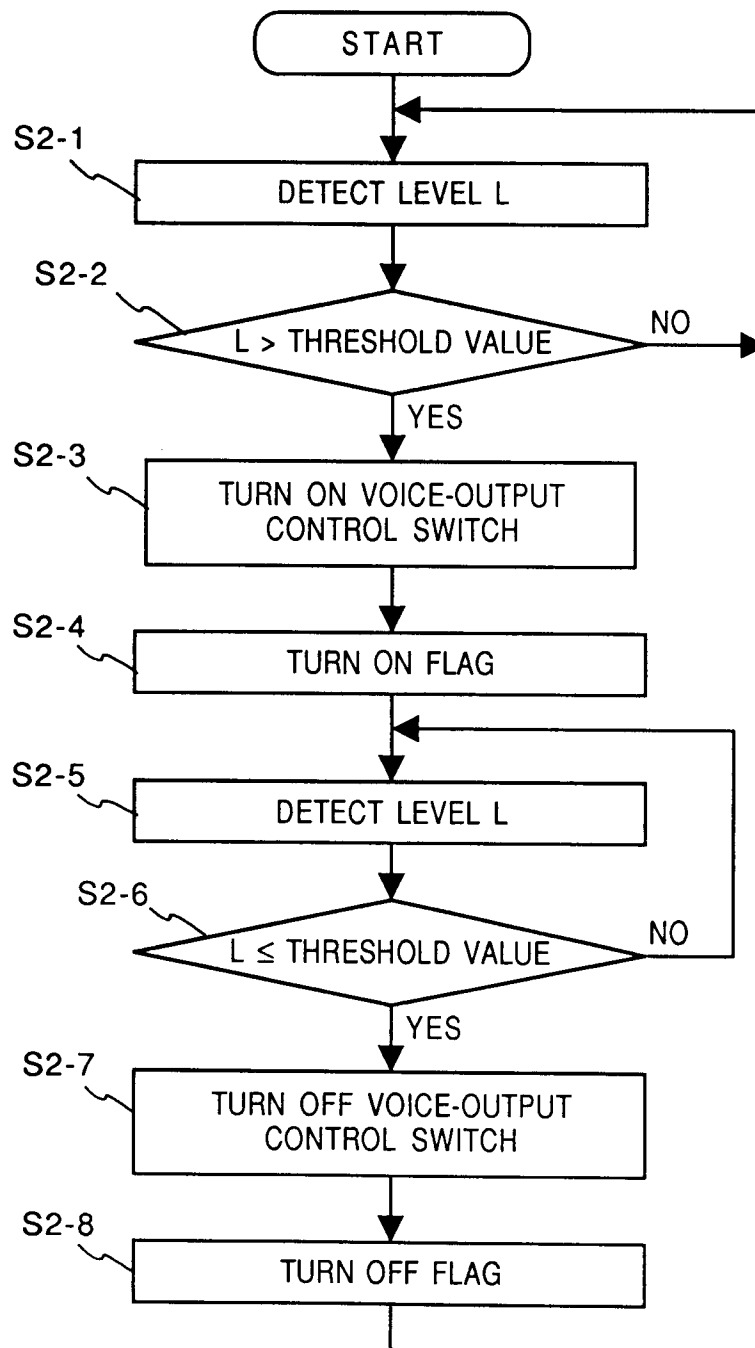 START
S2-1
DETECT LEVEL L
S2-2
L > THRESHOLD VALUE
NO
YES
S2-3
TURN ON VOICE-OUTPUT
CONTROL SWITCH
S2-4
TURN ON FLAG
S2-5
DETECT LEVEL L
S2-6
L ≤ THRESHOLD VALUE
NO
YES
S2-7
TURN OFF VOICE-OUTPUT
CONTROL SWITCH
S2-8
TURN OFF FLAG